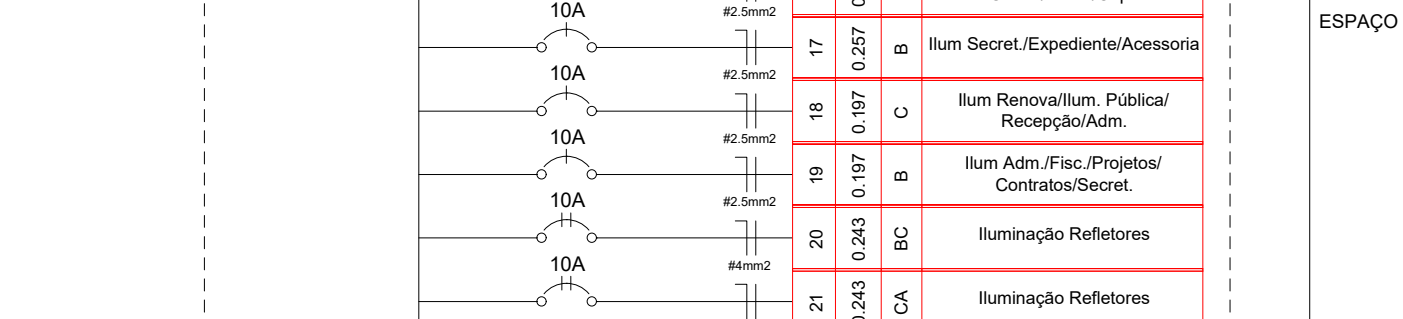 10A
#2.5mm2
ESPAÇO
17
0.257
B
Ilum Secret./Expediente/Acessoria
10A
#2.5mm2
18
0.197
C
Ilum Renova/Ilum. Pública/
Recepção/Adm.
10A
#2.5mm2
19
0.197
B
Ilum Adm./Fisc./Projetos/
Contratos/Secret.
10A
#2.5mm2
20
0.243
BC
Iluminação Refletores
10A
#4mm2
21
0.243
CA
Iluminação Refletores